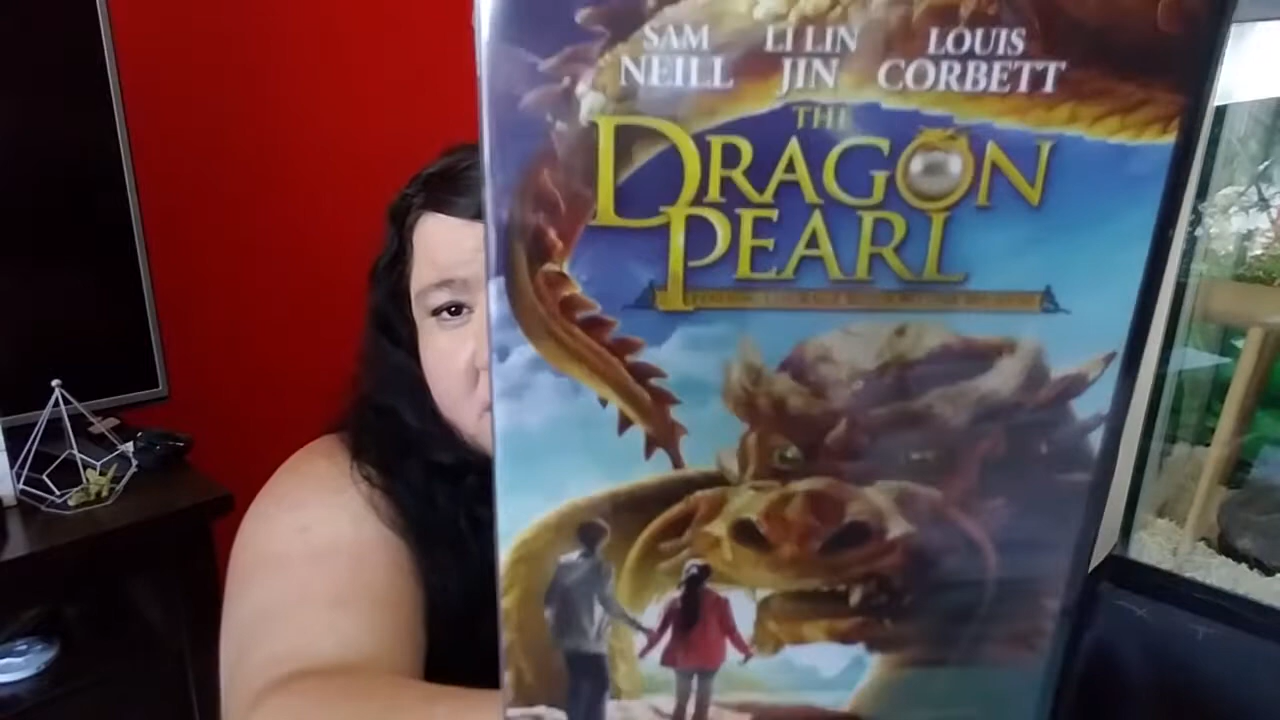 SAM LI LIN LOUIS
NEILL JIN CORBETT
THE
DRAGON
PEARL